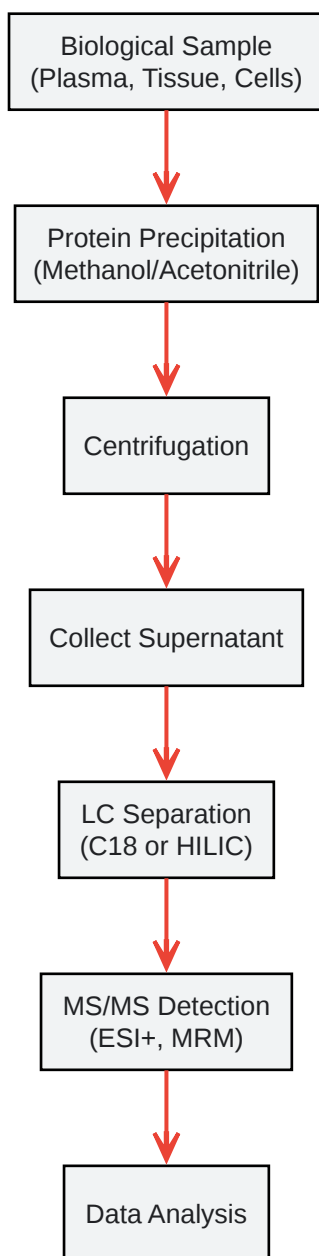 Biological Sample
(Plasma, Tissue, Cells)
Protein Precipitation
(Methanol/Acetonitrile)
Centrifugation
Collect Supernatant
LC Separation
(C18 or HILIC)
MS/MS Detection
(ESI+, MRM)
Data Analysis